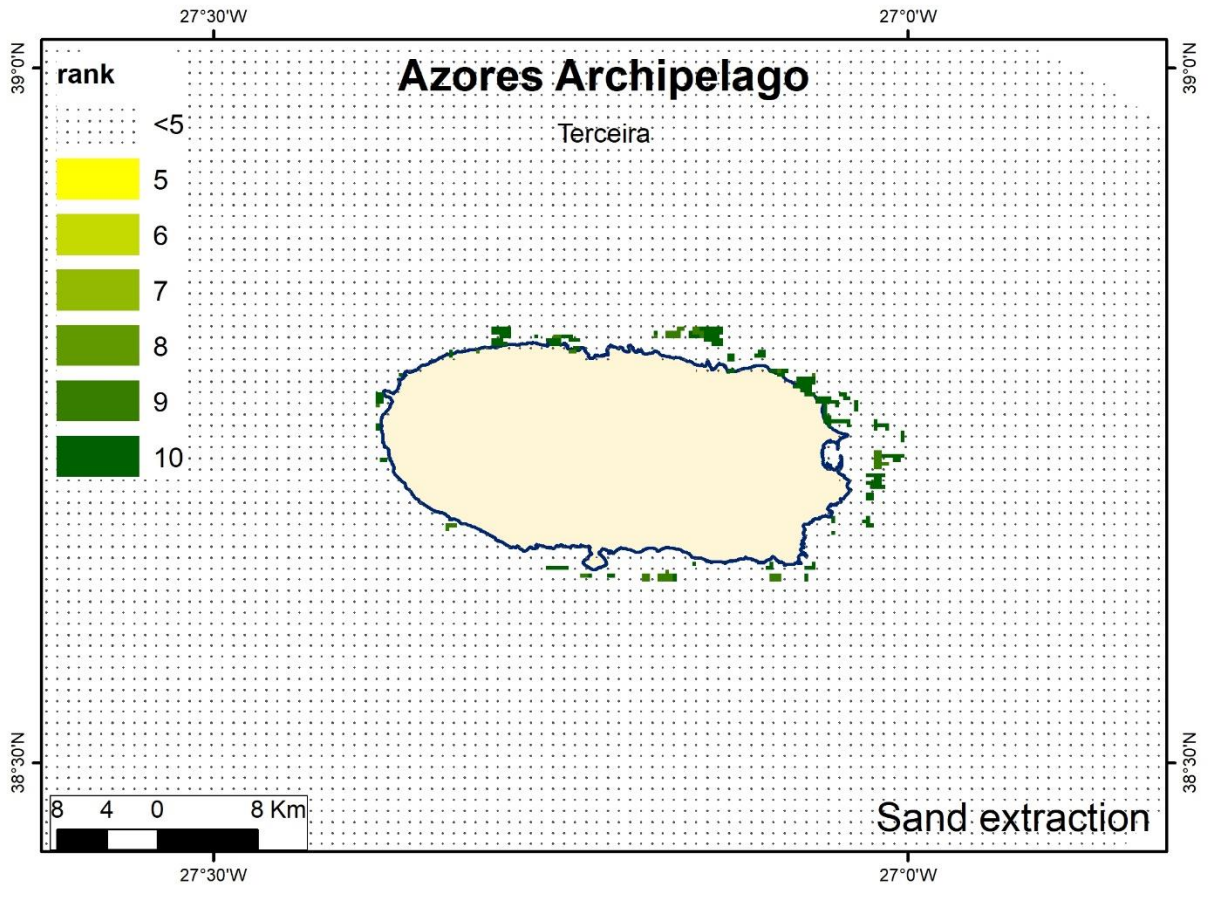 27°30'W 27°0'W
39°0'N
39°0'N
rank
Azores Archipelago
<5
Terceira
5
6
7
8
9
10
38°30'N
38°30'N
8 4 0 8 Km
Sand extraction
27°30'W 27°0'W